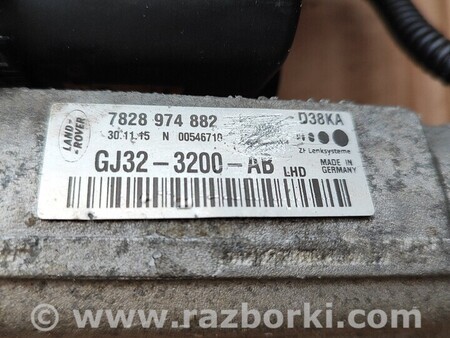 LAND ROVER
7828 974 882 D38KA
30.11.15 N 00546710
ZF Lenksysteme
GJ32-3200-AB LHD
MADE IN
GERMANY
© www.razborki.com